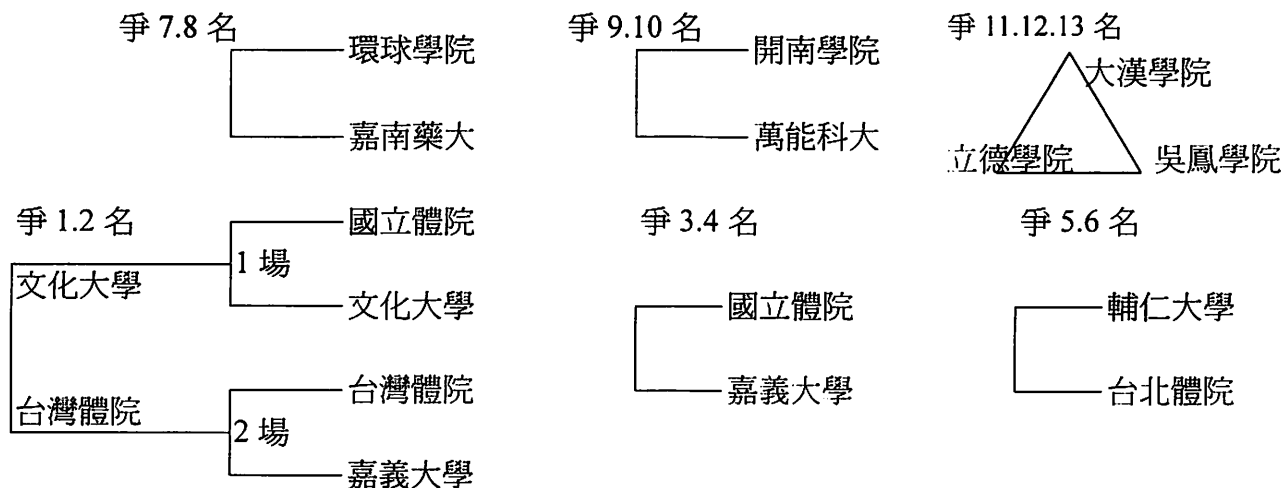 爭 7.8 名
環球學院
嘉南藥大
爭 9.10 名
開南學院
萬能科大
爭 11.12.13 名
大漢學院
立德學院
吳鳳學院
爭 1.2 名
國立體院
1 場
文化大學
文化大學
台灣體院
台灣體院
2 場
嘉義大學
爭 3.4 名
國立體院
嘉義大學
爭 5.6 名
輔仁大學
台北體院